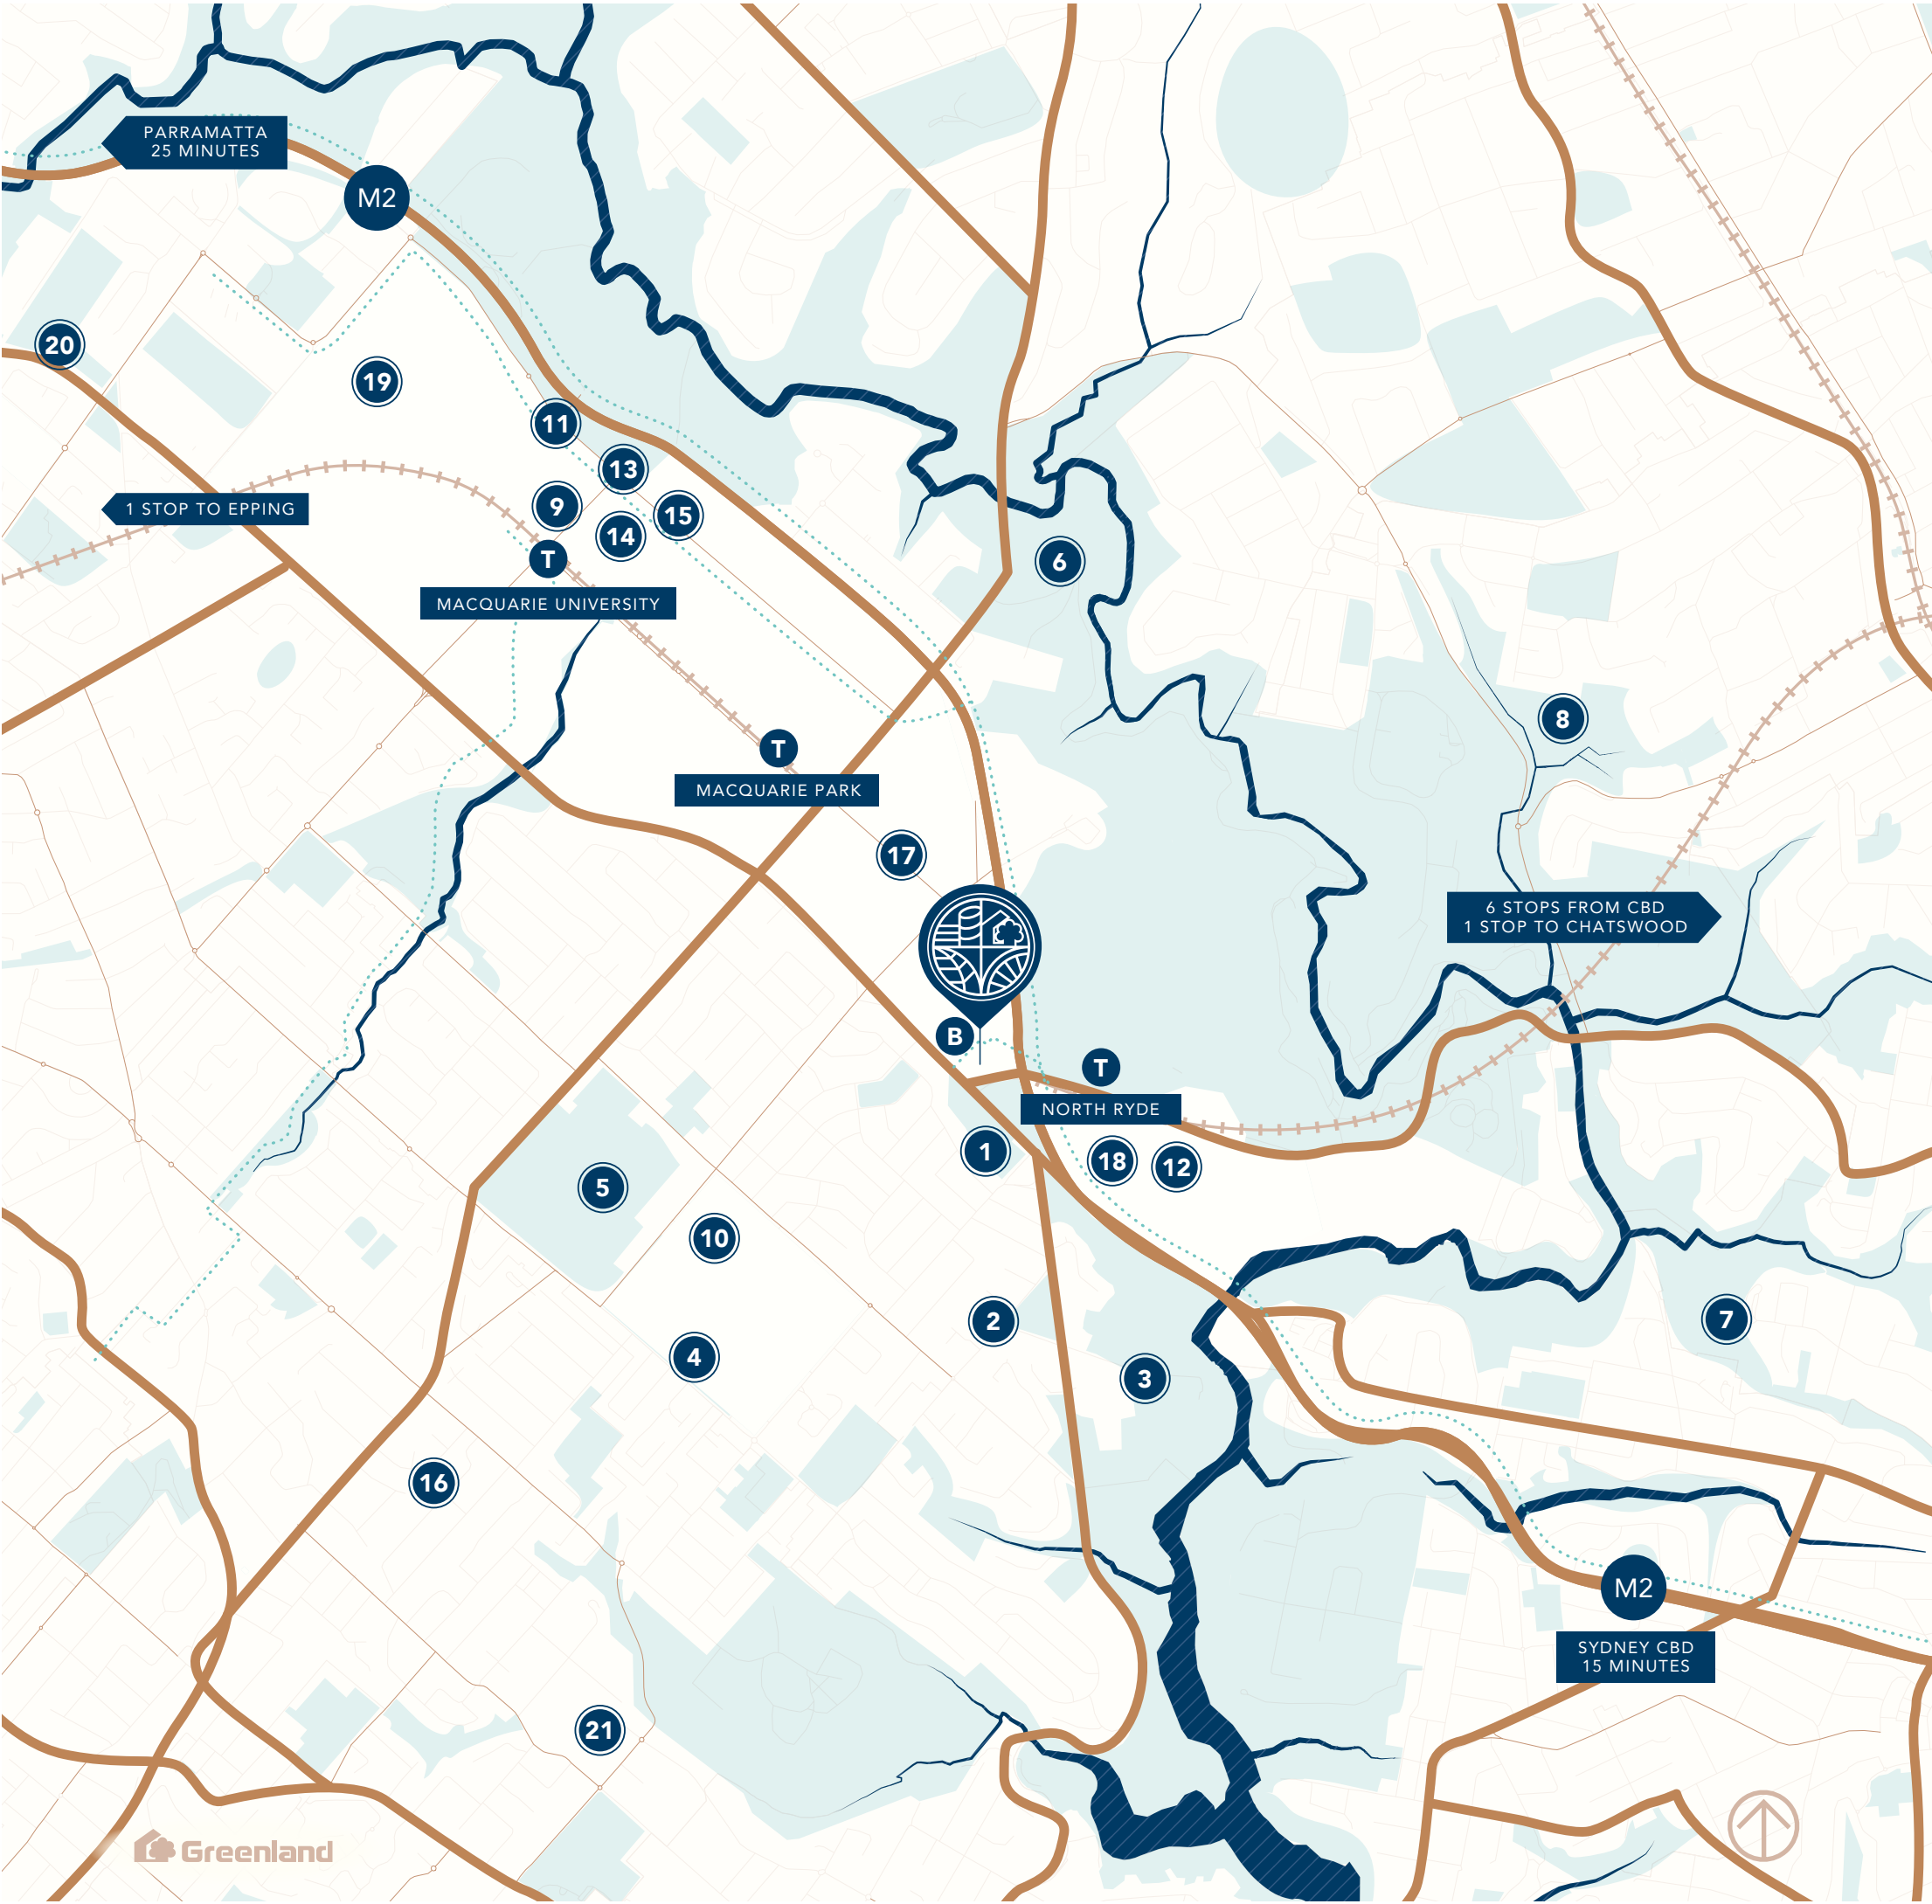 PARRAMATTA
25 MINUTES
M2
20
19
11
13
9
15
14
1 STOP TO EPPING
T
6
MACQUARIE UNIVERSITY
8
T
MACQUARIE PARK
17
6 STOPS FROM CBD
1 STOP TO CHATSWOOD
B
T
NORTH RYDE
1
18
12
5
10
2
7
4
3
16
M2
SYDNEY CBD
15 MINUTES
21
Greenland